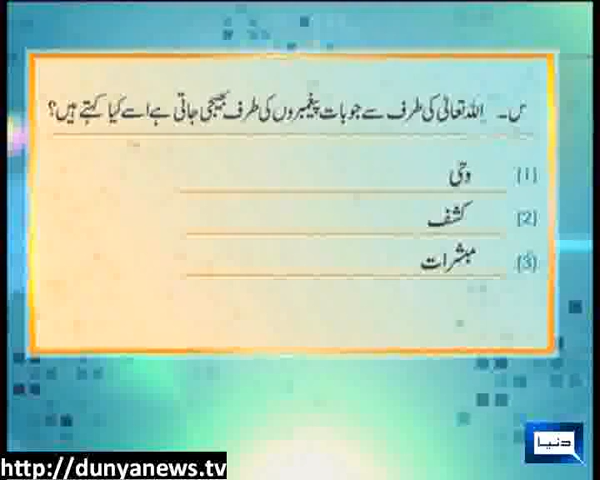 س۔ اللہ تعالیٰ کی طرف سے جو بات پیغمبروں کی طرف بھیجی جاتی ہے اسے کیا کہتے ہیں؟
(1) وحی
(2) کشف
(3) مبشرات
دنیا
http://dunyanews.tv